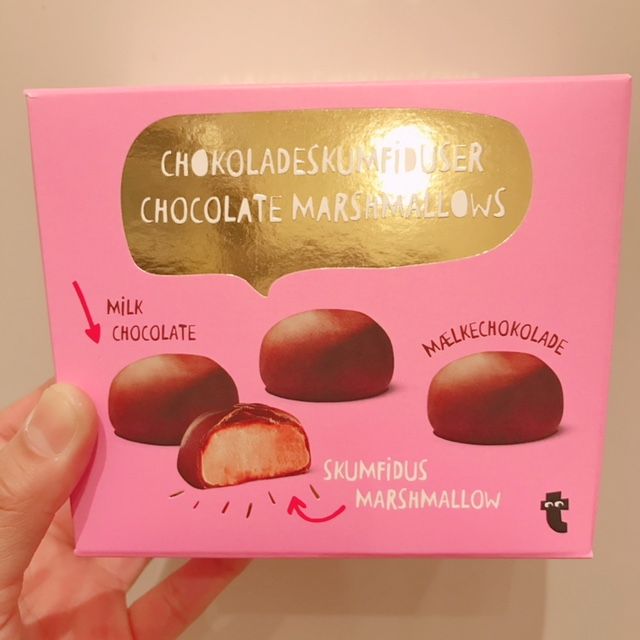 CHOKOLADESKUMFiDUSER
CHOCOLATE MARSHMALLOWS
MiLK
CHOCOLATE
MÆLKECHOKOLADE
SKUMFiDUS
MARSHMALLOW
t